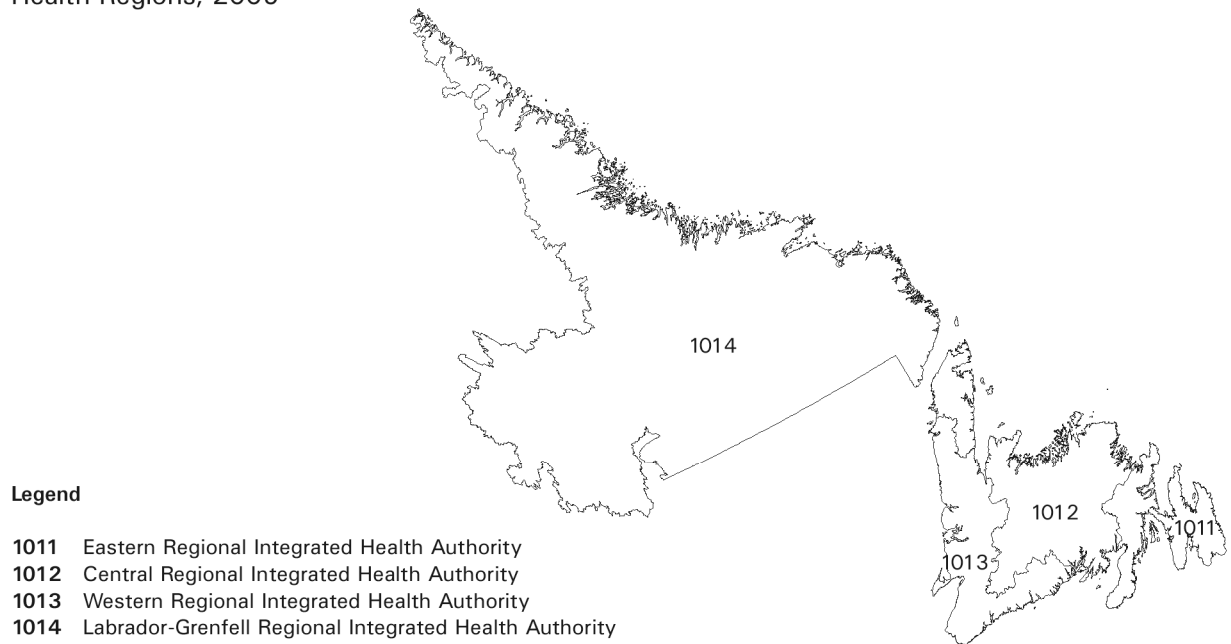 Health Regions,
1014
1012
1013
1011
Legend
1011 Eastern Regional Integrated Health Authority
1012 Central Regional Integrated Health Authority
1013 Western Regional Integrated Health Authority
1014 Labrador-Grenfell Regional Integrated Health Authority